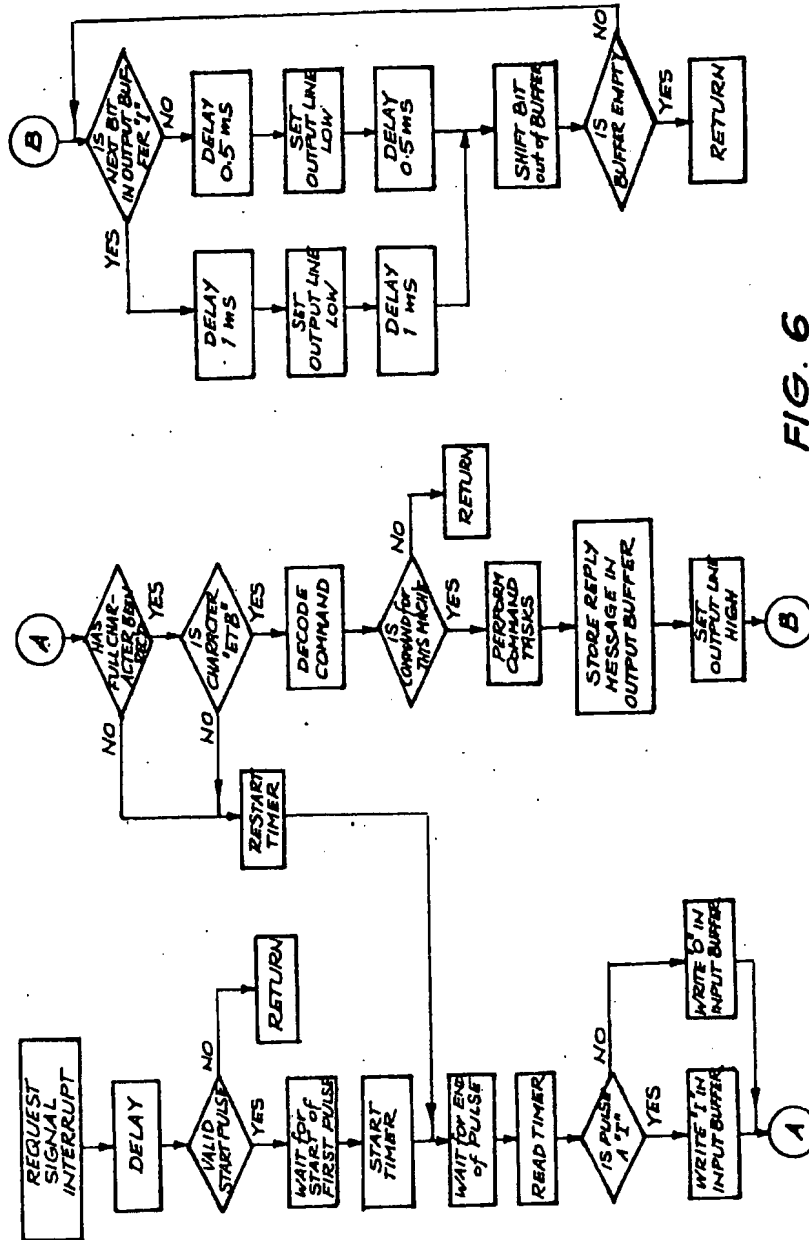 REQUEST
SIGNAL
INTERRUPT
DELAY
VALID
START PULSE
NO
RETURN
YES
WAIT for
START OF
FIRST PULSE
START
TIMER
WAIT for END
of PULSE
READ TIMER
IS PULSE
A "1"
NO
YES
WRITE "1" IN
INPUT BUFFER
WRITE "0" IN
INPUT BUFFER
A
A
HAS
FULL CHAR-
ACTER BEEN
REC'D
NO
YES
IS
CHARACTER
"ETB"
NO
YES
RESTART
TIMER
DECODE
COMMAND
IS
COMMAND FOR
THIS MACH.
NO
RETURN
YES
PERFORM
COMMAND
TASKS
STORE REPLY
MESSAGE IN
OUTPUT BUFFER
SET
OUTPUT LINE
HIGH
B
B
IS
NEXT BIT
IN OUTPUT BUF-
FER "1"
YES
NO
DELAY
1 MS
SET
OUTPUT LINE
LOW
DELAY
1 MS
DELAY
0.5 MS
SET
OUTPUT LINE
LOW
DELAY
0.5 MS
SHIFT BIT
out of BUFFER
IS
BUFFER EMPTY
NO
YES
RETURN
FIG. 6